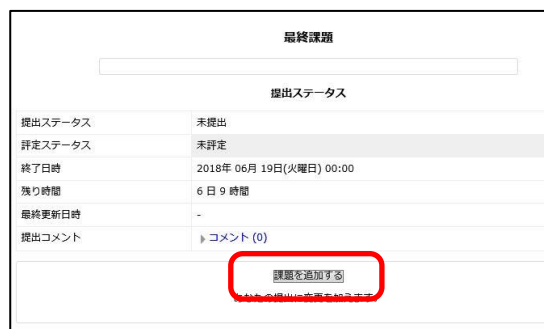 最終課題
提出ステータス
提出ステータス 未提出
評定ステータス 未評定
終了日時 2018年 06月 19日(火曜日) 00:00
残り時間 6 日 9 時間
最終更新日時 -
提出コメント コメント (0)
課題を追加する
あなたの提出に変更を加えます。